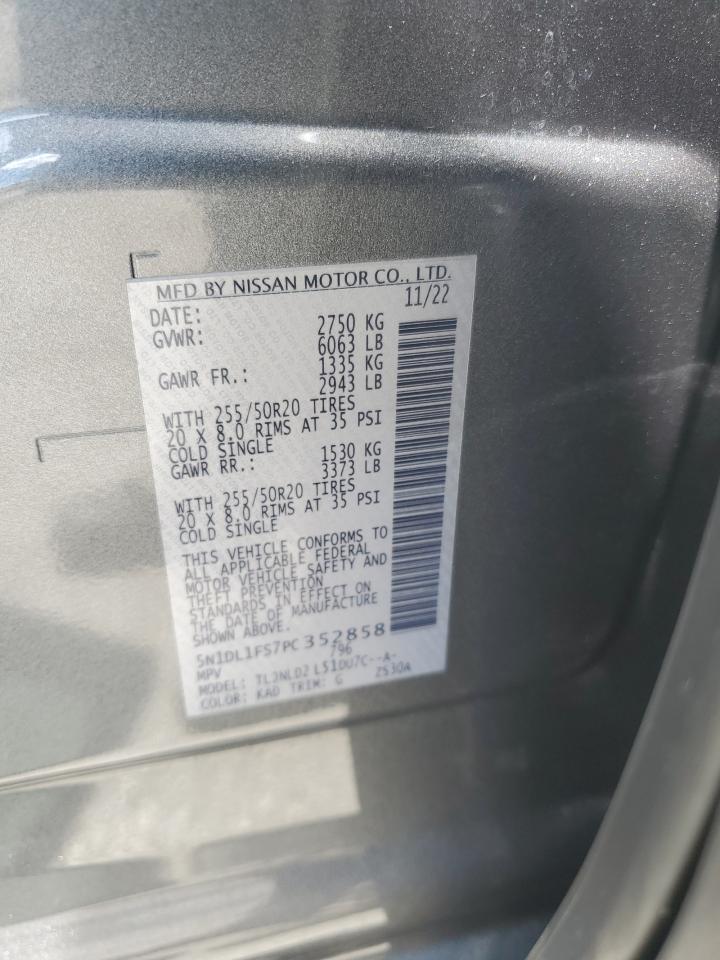 MFD BY NISSAN MOTOR CO., LTD.
DATE: 11/22
GVWR: 2750 KG
6063 LB
GAWR FR.: 1335 KG
2943 LB
WITH 255/50R20 TIRES
20 X 8.0 RIMS AT 35 PSI
COLD SINGLE
GAWR RR.: 1530 KG
3373 LB
WITH 255/50R20 TIRES
20 X 8.0 RIMS AT 35 PSI
COLD SINGLE
THIS VEHICLE CONFORMS TO
ALL APPLICABLE FEDERAL
MOTOR VEHICLE SAFETY AND
THEFT PREVENTION
STANDARDS IN EFFECT ON
THE DATE OF MANUFACTURE
SHOWN ABOVE.
5N1DL1FS7PC352858
MPV 796
MODEL:
COLOR: KAD TRIM: G 2530A